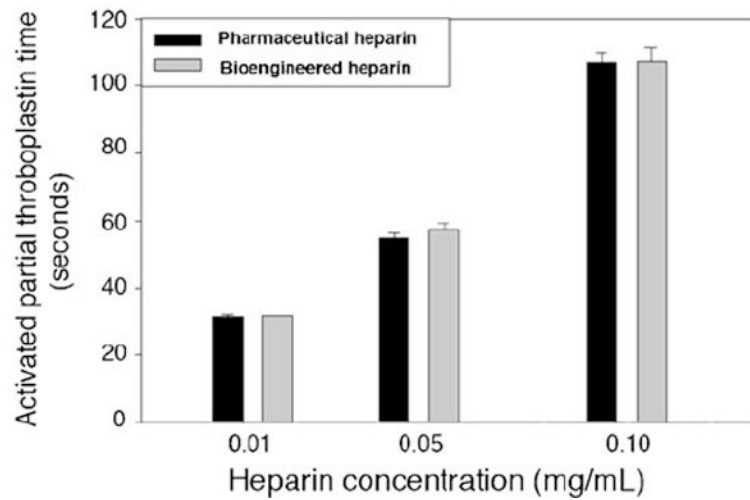 Activated partial throboplastin time
(seconds)
120
100
80
60
40
20
0
Pharmaceutical heparin
Bioengineered heparin
0.01 0.05 0.10
Heparin concentration (mg/mL)